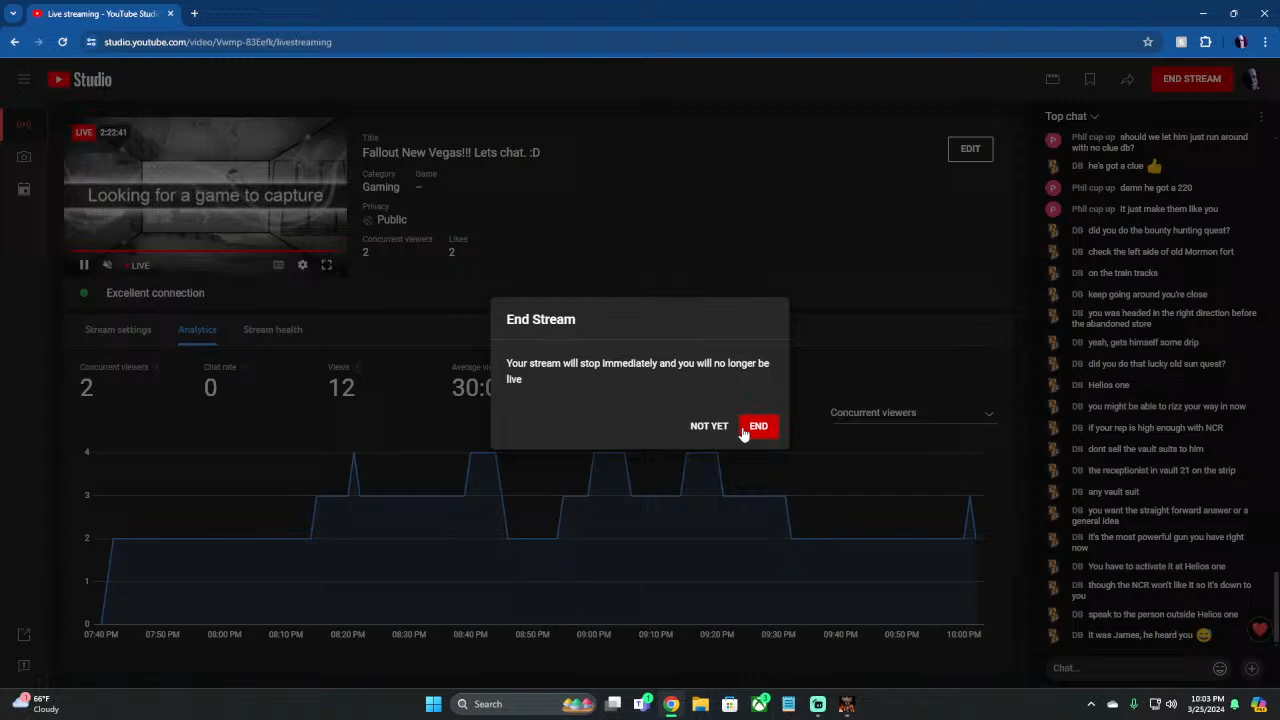 Live streaming - YouTube Studi
studio.youtube.com/video/Vwmp-83Eefk/livestreaming
Studio
END STREAM
LIVE 2:22:41
Looking for a game to capture
LIVE
Title
Fallout New Vegas!!! Lets chat. :D
EDIT
Category Game
Gaming –
Privacy
Public
Concurrent viewers Likes
2 2
Excellent connection
Stream settings Analytics Stream health
Concurrent viewers Chat rate Views Average vi
2 0 12 30:0
End Stream
Your stream will stop immediately and you will no longer be
live
NOT YET END
Concurrent viewers
4
3
2
1
0
07:40 PM 07:50 PM 08:00 PM 08:10 PM 08:20 PM 08:30 PM 08:40 PM 08:50 PM 09:00 PM 09:10 PM 09:20 PM 09:30 PM 09:40 PM 09:50 PM 10:00 PM
Top chat
P Phil cup up should we let him just run around
with no clue db?
DB he's got a clue 👍
P Phil cup up damn he got a 220
P Phil cup up It just make them like you
DB did you do the bounty hunting quest?
DB check the left side of old Mormon fort
DB on the train tracks
DB keep going around you're close
DB you was headed in the right direction before
the abandoned store
DB yeah, gets himself some drip
DB did you do that lucky old sun quest?
DB Helios one
DB you might be able to rizz your way in now
DB if your rep is high enough with NCR
DB dont sell the vault suits to him
DB the receptionist in vault 21 on the strip
DB any vault suit
DB you want the straight forward answer or a
general idea
DB It's the most powerful gun you have right
now
DB You have to activate it at Helios one
DB though the NCR won't like it so it's down to
you
DB speak to the person outside Helios one
DB It was James, he heard you 😅
Chat...
1
66°F
Cloudy
Search
1
3
10:03 PM
3/25/2024